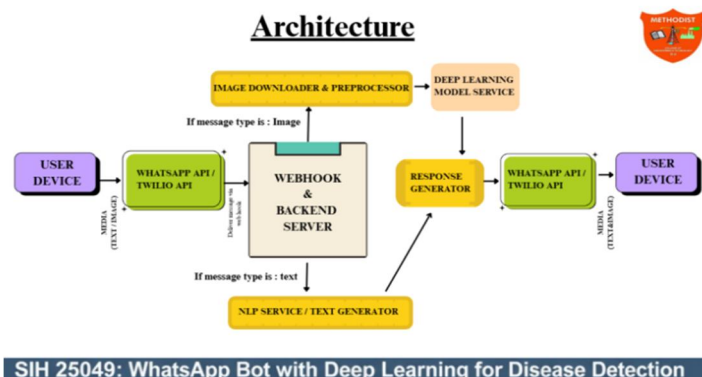 Architecture
METHODIST
IMAGE DOWNLOADER & PREPROCESSOR
DEEP LEARNING
MODEL SERVICE
If message type is : Image
USER
DEVICE
WHATSAPP API /
TWILIO API
WEBHOOK
&
BACKEND
SERVER
RESPONSE
GENERATOR
WHATSAPP API /
TWILIO API
USER
DEVICE
MEDIA
(TEXT / IMAGE)
Deliver message via
web hook
MEDIA
(TEXT&IMAGE)
If message type is : text
NLP SERVICE / TEXT GENERATOR
SIH 25049: WhatsApp Bot with Deep Learning for Disease Detection